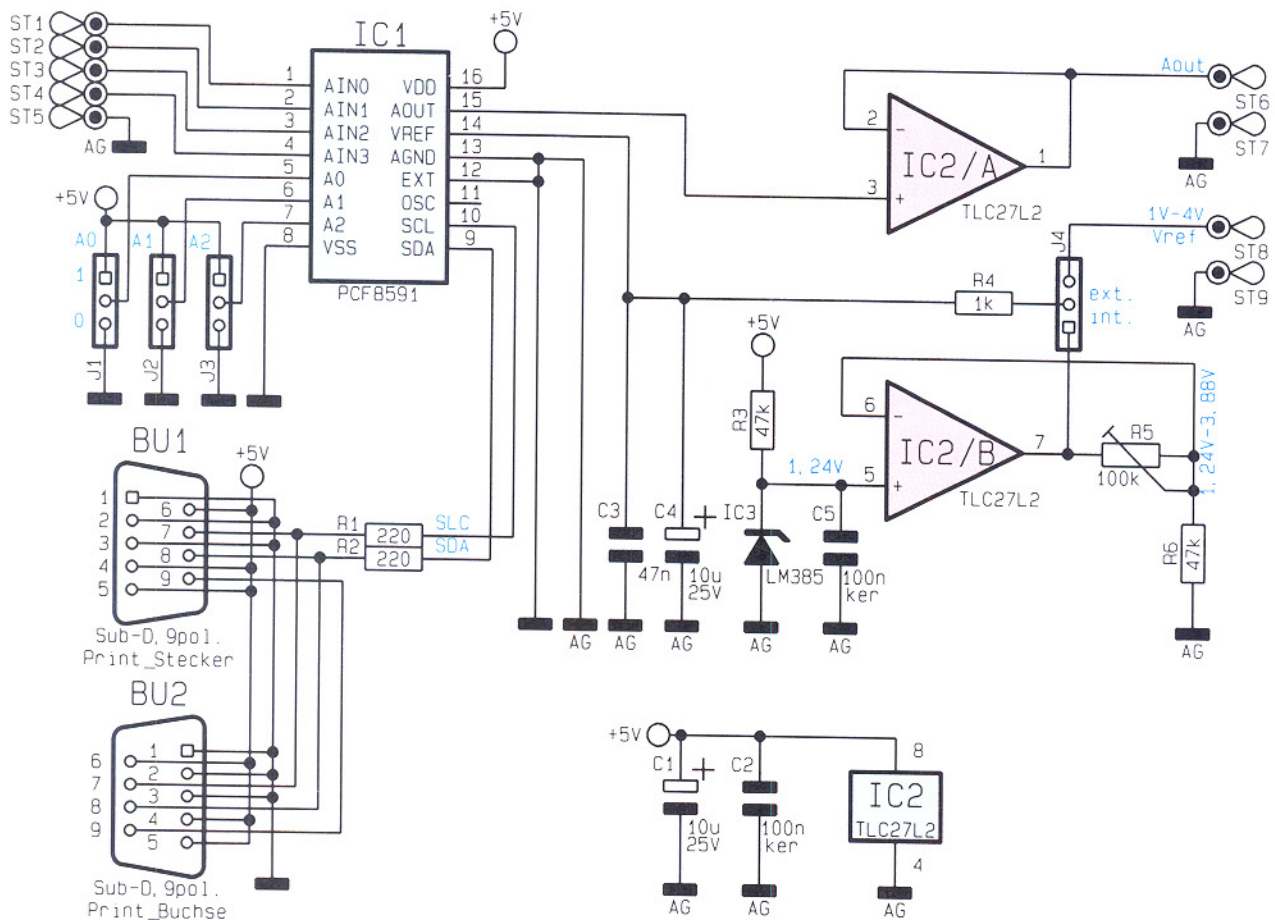 ST1
ST2
ST3
ST4
ST5
AG
IC1
+5V
1 AIN0 VDD 16
2 AIN1 AOUT 15
3 AIN2 VREF 14
4 AIN3 AGND 13
5 A0 EXT 12
6 A1 OSC 11
7 A2 SCL 10
8 VSS SDA 9
PCF8591
+5V
A0 A1 A2
1
0
J1
J2
J3
2 -
IC2/A
1
3 +
TLC27L2
Aout
ST6
ST7
AG
1V-4V
Vref
ST8
ST9
AG
J4
ext.
int.
R4
1k
+5V
R3
47k
1,24V
6 -
IC2/B
7
5 +
TLC27L2
R5
100k
1,24V-3,88V
R6
47k
AG
C3
47n
C4 +
10u
25V
IC3
LM385
C5
100n
ker
AG
AG
AG
AG
AG
BU1
+5V
1
2
3
4
5
6
7
8
9
R1
220
SLC
R2
220
SDA
Sub-D,9pol.
Print_Stecker
BU2
6
7
8
9
1
2
3
4
5
Sub-D,9pol.
Print_Buchse
+5V
C1 +
10u
25V
AG
C2
100n
ker
AG
8
IC2
TLC27L2
4
AG